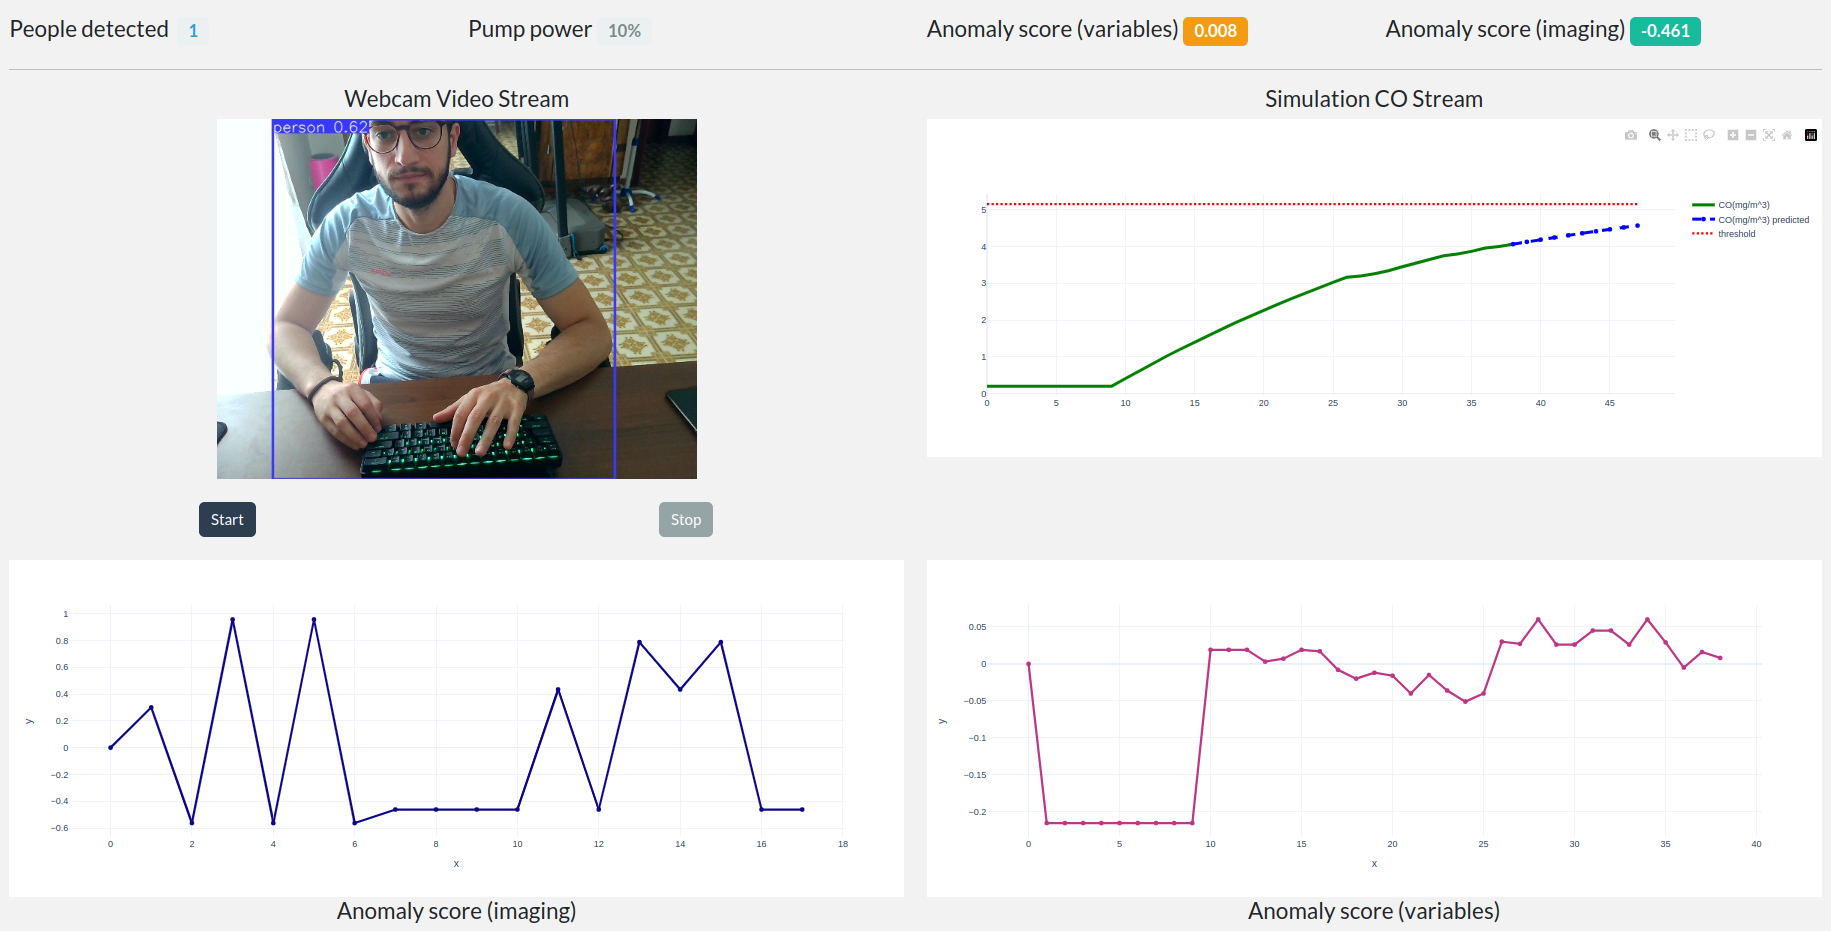 People detected 1
Pump power 10%
Anomaly score (variables) 0.008
Anomaly score (imaging) -0.461
Webcam Video Stream
person 0.62
Start
Stop
Simulation CO Stream
5
4
3
2
1
0
0 5 10 15 20 25 30 35 40 45
CO(mg/m^3)
CO(mg/m^3) predicted
threshold
1
0.8
0.6
0.4
0.2
0
−0.2
−0.4
−0.6
y
0 2 4 6 8 10 12 14 16 18
x
Anomaly score (imaging)
0.05
0
−0.05
−0.1
−0.15
−0.2
y
0 5 10 15 20 25 30 35 40
x
Anomaly score (variables)